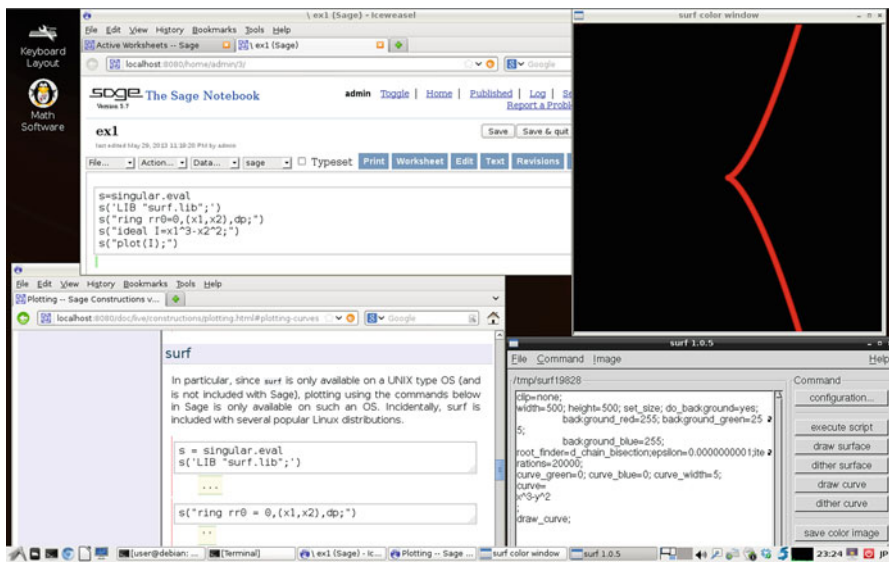 Keyboard
Layout
Math
Software
\ ex1 (Sage) - Iceweasel
File Edit View History Bookmarks Tools Help
Active Worksheets -- Sage
\ ex1 (Sage)
localhost:8080/home/admin/3/
Google
sage The Sage Notebook
Version 5.7
admin Toggle | Home | Published | Log |
Report a Probl
ex1
last edited May 29, 2013 11:19:20 PM by admin
Save Save & quit
File... Action... Data... sage Typeset Print Worksheet Edit Text Revisions
s=singular.eval
s('LIB "surf.lib";')
s("ring rr0=0,(x1,x2),dp;")
s("ideal I=x1^3-x2^2;")
s("plot(I);")
surf color window
File Edit View History Bookmarks Tools Help
Plotting -- Sage Constructions v...
localhost:8080/doc/live/constructions/plotting.html#plotting-curves
Google
surf
In particular, since surf is only available on a UNIX type OS (and
is not included with Sage), plotting using the commands below
in Sage is only available on such an OS. Incidentally, surf is
included with several popular Linux distributions.
s = singular.eval
s('LIB "surf.lib";')
...
s("ring rr0 = 0,(x1,x2),dp;")
..
surf 1.0.5
File Command Image Help
/tmp/surf19828
clip=none;
width=500; height=500; set_size; do_background=yes;
background_red=255; background_green=25
5;
background_blue=255;
root_finder=d_chain_bisection;epsilon=0.0000000001;ite
rations=20000;
curve_green=0; curve_blue=0; curve_width=5;
curve=
x^3-y^2
;
draw_curve;
Command
configuration...
execute script
draw surface
dither surface
draw curve
dither curve
save color image
[user@debian: ...
[Terminal]
\ ex1 (Sage) - Ic...
Plotting -- Sage ...
surf color window
surf 1.0.5
23:24
JP